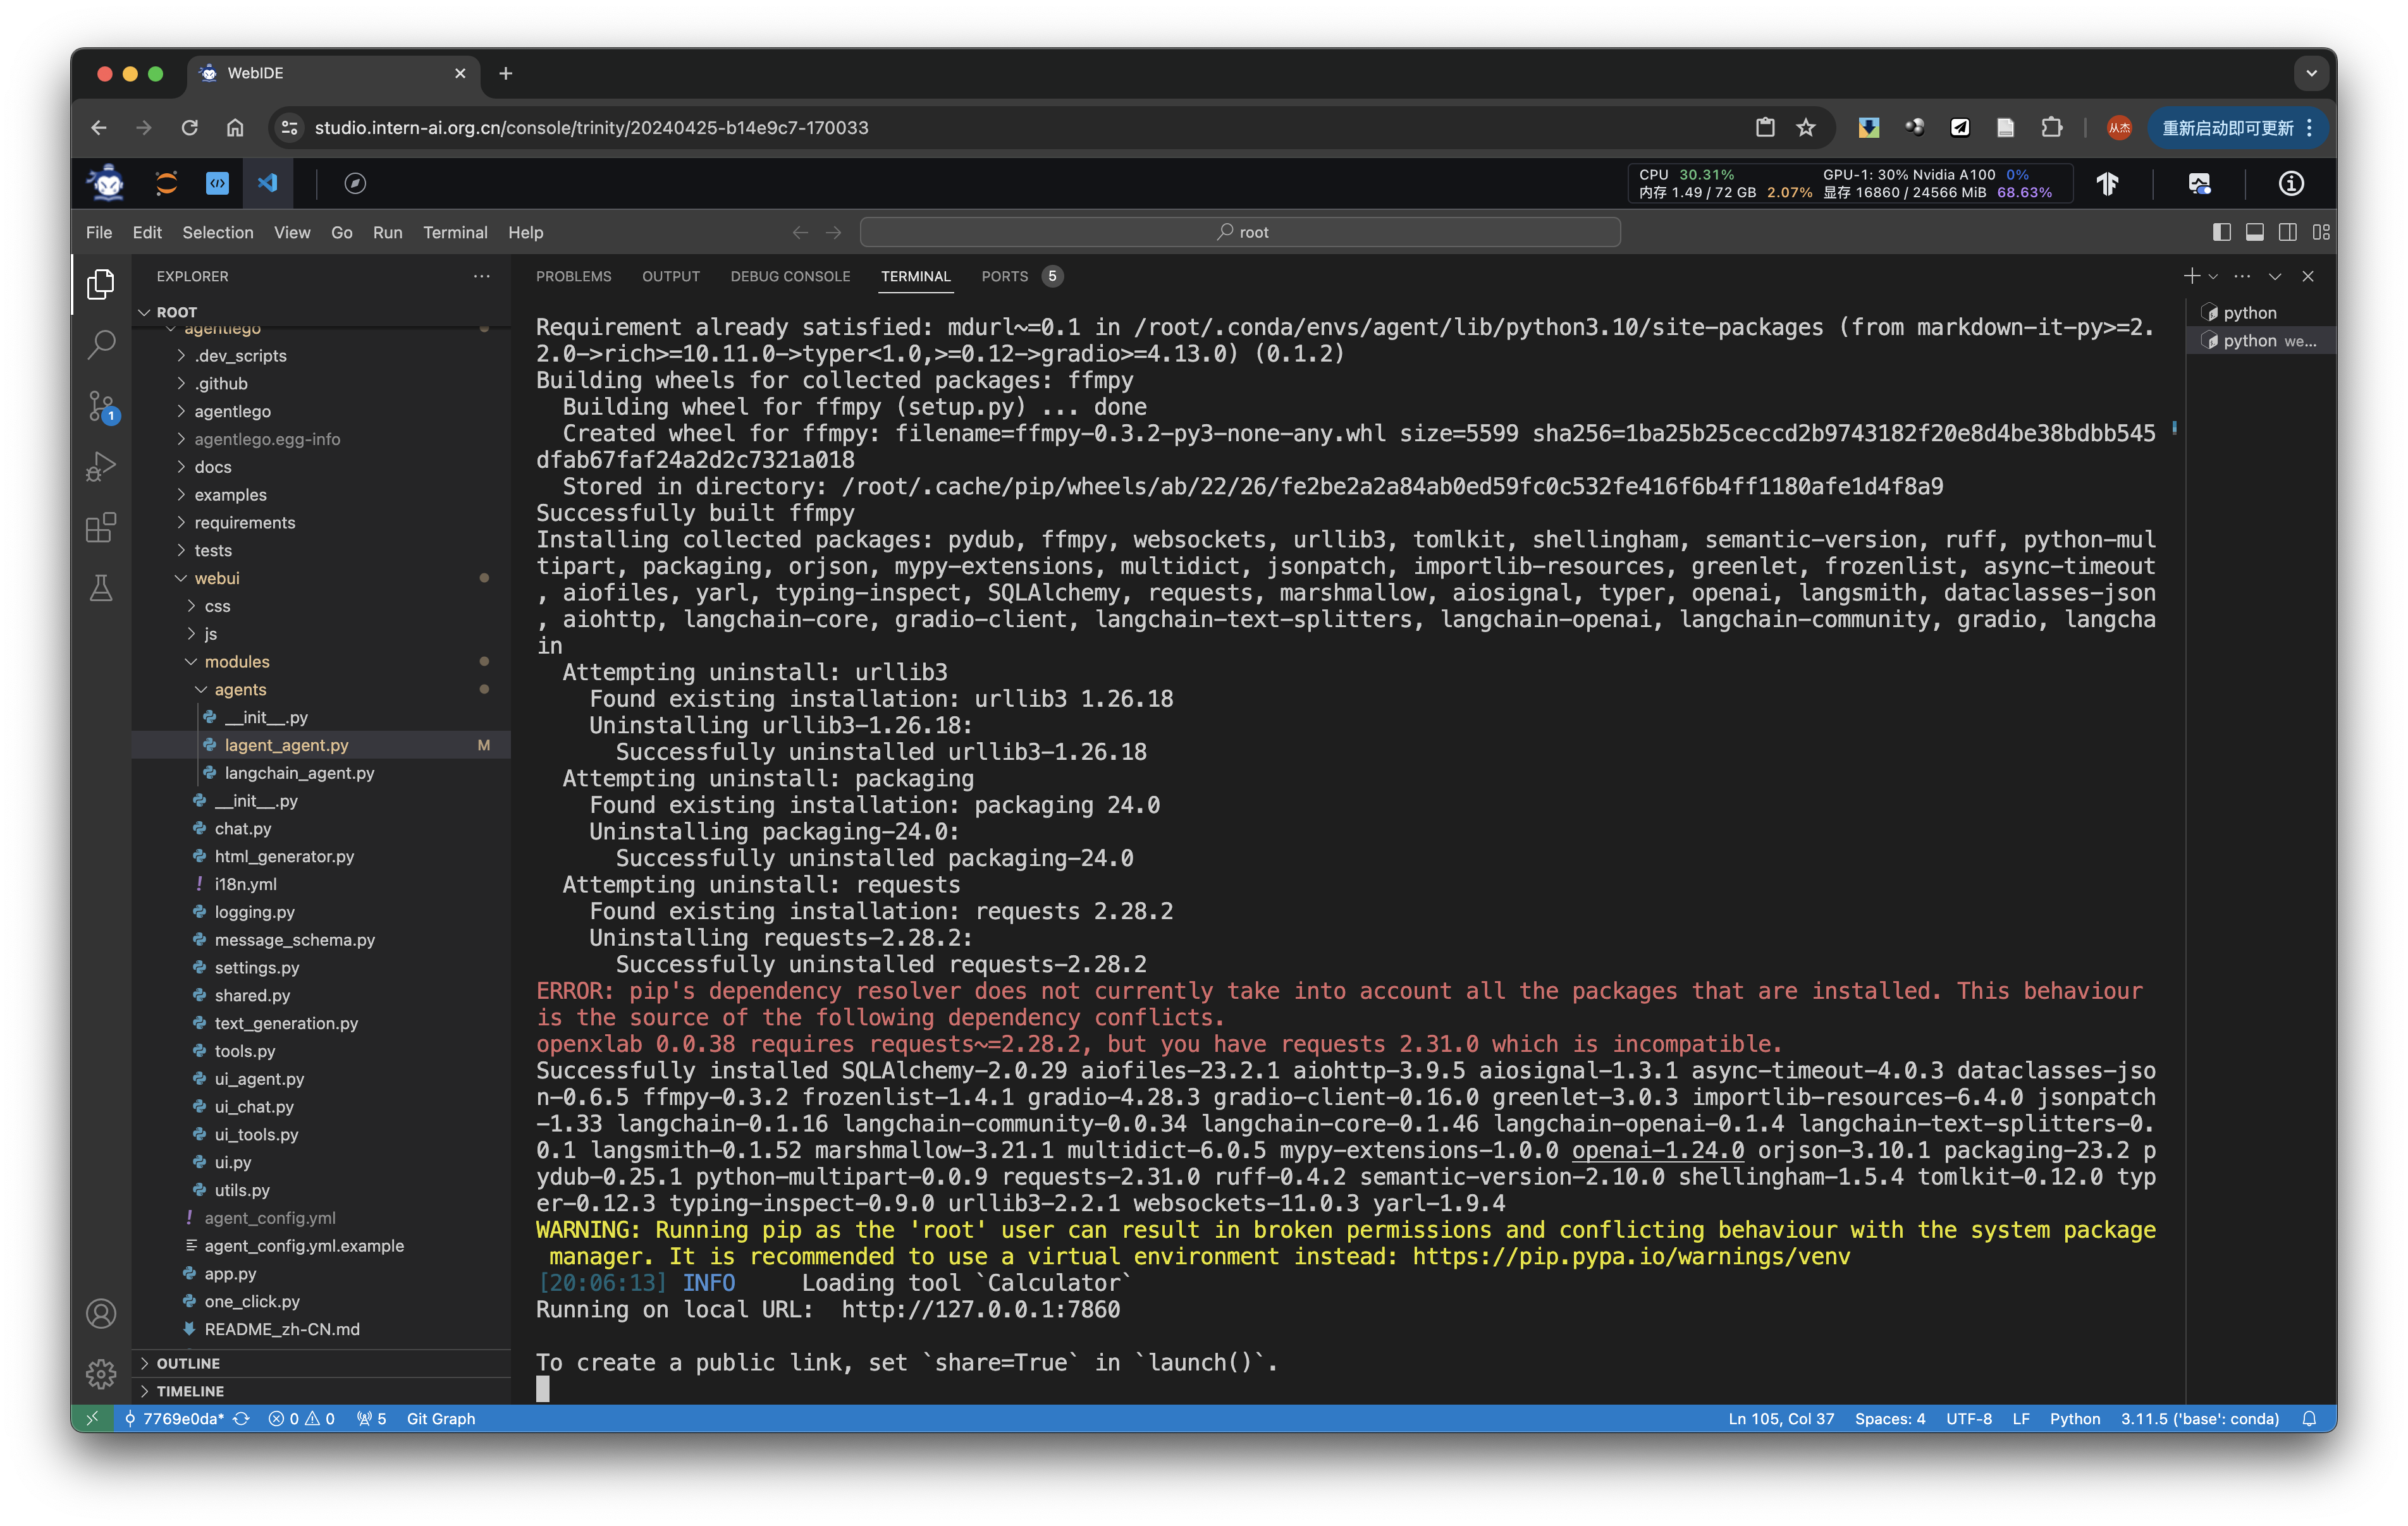 WebIDE
studio.intern-ai.org.cn/console/trinity/20240425-b14e9c7-170033
从杰
重新启动即可更新
CPU 30.31%
GPU-1: 30% Nvidia A100 0%
内存 1.49 / 72 GB 2.07%
显存 16860 / 24566 MiB 68.63%
File Edit Selection View Go Run Terminal Help
root
EXPLORER
ROOT
agentlego
.dev_scripts
.github
agentlego
agentlego.egg-info
docs
examples
requirements
tests
webui
css
js
modules
agents
__init__.py
lagent_agent.py M
langchain_agent.py
__init__.py
chat.py
html_generator.py
i18n.yml
logging.py
message_schema.py
settings.py
shared.py
text_generation.py
tools.py
ui_agent.py
ui_chat.py
ui_tools.py
ui.py
utils.py
agent_config.yml
agent_config.yml.example
app.py
one_click.py
README_zh-CN.md
OUTLINE
TIMELINE
1
PROBLEMS OUTPUT DEBUG CONSOLE TERMINAL PORTS 5
Requirement already satisfied: mdurl~=0.1 in /root/.conda/envs/agent/lib/python3.10/site-packages (from markdown-it-py>=2.
2.0->rich>=10.11.0->typer<1.0,>=0.12->gradio>=4.13.0) (0.1.2)
Building wheels for collected packages: ffmpy
Building wheel for ffmpy (setup.py) ... done
Created wheel for ffmpy: filename=ffmpy-0.3.2-py3-none-any.whl size=5599 sha256=1ba25b25ceccd2b9743182f20e8d4be38bdbb545
dfab67faf24a2d2c7321a018
Stored in directory: /root/.cache/pip/wheels/ab/22/26/fe2be2a2a84ab0ed59fc0c532fe416f6b4ff1180afe1d4f8a9
Successfully built ffmpy
Installing collected packages: pydub, ffmpy, websockets, urllib3, tomlkit, shellingham, semantic-version, ruff, python-mul
tipart, packaging, orjson, mypy-extensions, multidict, jsonpatch, importlib-resources, greenlet, frozenlist, async-timeout
, aiofiles, yarl, typing-inspect, SQLAlchemy, requests, marshmallow, aiosignal, typer, openai, langsmith, dataclasses-json
, aiohttp, langchain-core, gradio-client, langchain-text-splitters, langchain-openai, langchain-community, gradio, langcha
in
Attempting uninstall: urllib3
Found existing installation: urllib3 1.26.18
Uninstalling urllib3-1.26.18:
Successfully uninstalled urllib3-1.26.18
Attempting uninstall: packaging
Found existing installation: packaging 24.0
Uninstalling packaging-24.0:
Successfully uninstalled packaging-24.0
Attempting uninstall: requests
Found existing installation: requests 2.28.2
Uninstalling requests-2.28.2:
Successfully uninstalled requests-2.28.2
ERROR: pip's dependency resolver does not currently take into account all the packages that are installed. This behaviour
is the source of the following dependency conflicts.
openxlab 0.0.38 requires requests~=2.28.2, but you have requests 2.31.0 which is incompatible.
Successfully installed SQLAlchemy-2.0.29 aiofiles-23.2.1 aiohttp-3.9.5 aiosignal-1.3.1 async-timeout-4.0.3 dataclasses-jso
n-0.6.5 ffmpy-0.3.2 frozenlist-1.4.1 gradio-4.28.3 gradio-client-0.16.0 greenlet-3.0.3 importlib-resources-6.4.0 jsonpatch
-1.33 langchain-0.1.16 langchain-community-0.0.34 langchain-core-0.1.46 langchain-openai-0.1.4 langchain-text-splitters-0.
0.1 langsmith-0.1.52 marshmallow-3.21.1 multidict-6.0.5 mypy-extensions-1.0.0 openai-1.24.0 orjson-3.10.1 packaging-23.2 p
ydub-0.25.1 python-multipart-0.0.9 requests-2.31.0 ruff-0.4.2 semantic-version-2.10.0 shellingham-1.5.4 tomlkit-0.12.0 typ
er-0.12.3 typing-inspect-0.9.0 urllib3-2.2.1 websockets-11.0.3 yarl-1.9.4
WARNING: Running pip as the 'root' user can result in broken permissions and conflicting behaviour with the system package
manager. It is recommended to use a virtual environment instead: https://pip.pypa.io/warnings/venv
[20:06:13] INFO Loading tool `Calculator`
Running on local URL: http://127.0.0.1:7860
To create a public link, set `share=True` in `launch()`.
python
python we...
7769e0da* 0 0 5 Git Graph
Ln 105, Col 37 Spaces: 4 UTF-8 LF Python 3.11.5 ('base': conda)